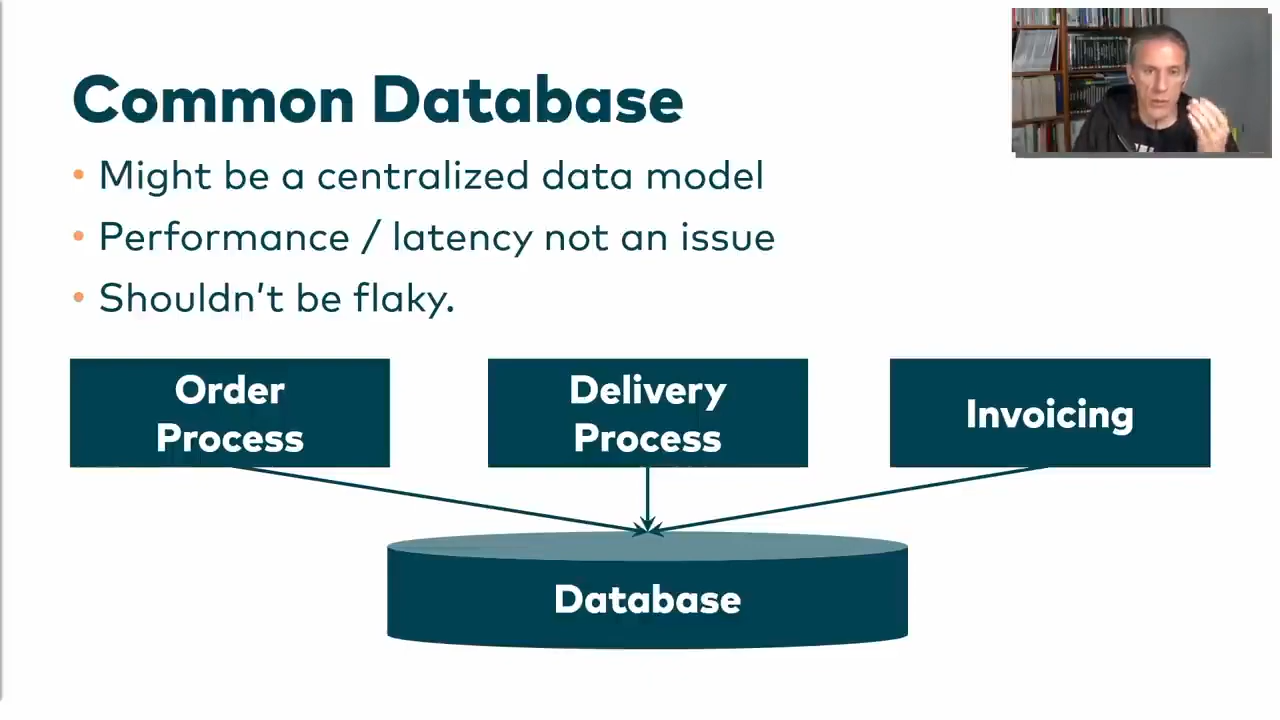 Common Database
• Might be a centralized data model
• Performance / latency not an issue
• Shouldn't be flaky.
Order
Process
Delivery
Process
Invoicing
Database